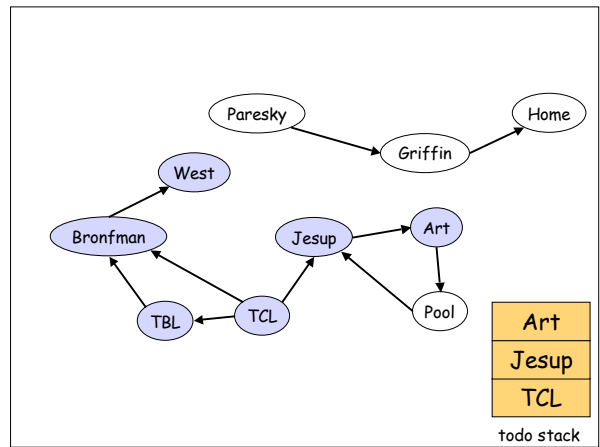 Paresky
Home
Griffin
West
Bronfman
Jesup
Art
TBL
TCL
Pool
Art
Jesup
TCL
todo stack